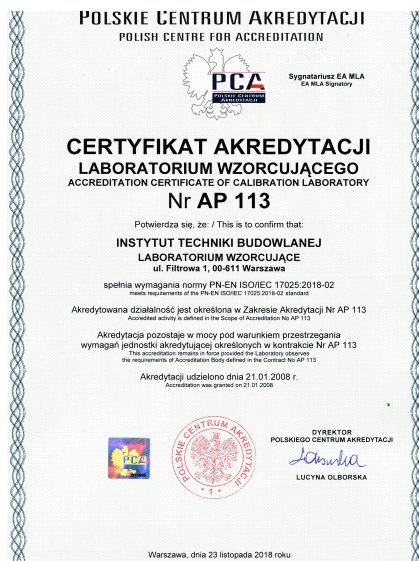 POLSKIE CENTRUM AKREDYTACJI
POLISH CENTRE FOR ACCREDITATION
PCA
POLSKIE CENTRUM
AKREDYTACJI
Sygnatariusz EA MLA
EA MLA Signatory
CERTYFIKAT AKREDYTACJI
LABORATORIUM WZORCUJĄCEGO
ACCREDITATION CERTIFICATE OF CALIBRATION LABORATORY
Nr AP 113
Potwierdza się, że: / This is to confirm that:
INSTYTUT TECHNIKI BUDOWLANEJ
LABORATORIUM WZORCUJĄCE
ul. Filtrowa 1, 00-611 Warszawa
spełnia wymagania normy PN-EN ISO/IEC 17025:2018-02
meets requirements of the PN-EN ISO/IEC 17025:2018-02 standard
Akredytowana działalność jest określona w Zakresie Akredytacji Nr AP 113
Accredited activity is defined in the Scope of Accreditation No AP 113
Akredytacja pozostaje w mocy pod warunkiem przestrzegania
wymagań jednostki akredytującej określonych w kontrakcie Nr AP 113
This accreditation remains in force provided the Laboratory observes
the requirements of Accreditation Body defined in the Contract No AP 113
Akredytacji udzielono dnia 21.01.2008 r.
Accreditation was granted on 21.01.2008
PCA
POLSKIE CENTRUM AKREDYTACJI
* 1 *
DYREKTOR
POLSKIEGO CENTRUM AKREDYTACJI
LUCYNA OLBORSKA
Warszawa, dnia 23 listopada 2018 roku